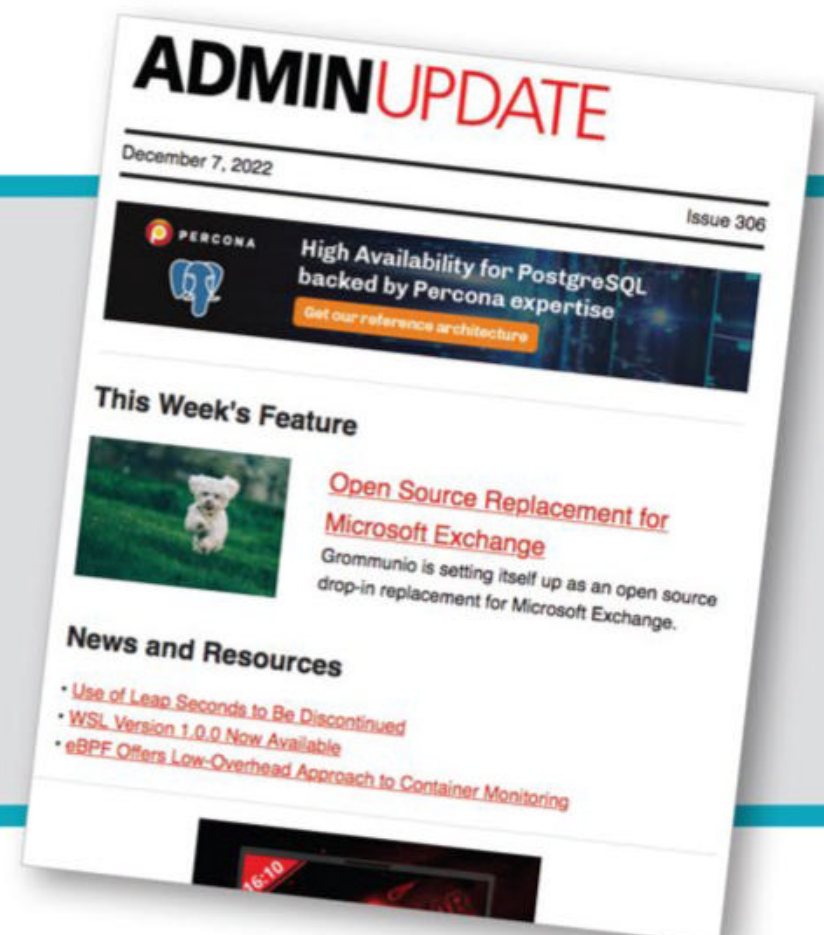 ADMINUPDATE
December 7, 2022
Issue 306
PERCONA
High Availability for PostgreSQL
backed by Percona expertise
Get our reference architecture
This Week's Feature
Open Source Replacement for
Microsoft Exchange
Grommunio is setting itself up as an open source
drop-in replacement for Microsoft Exchange.
News and Resources
• Use of Leap Seconds to Be Discontinued
• WSL Version 1.0.0 Now Available
• eBPF Offers Low-Overhead Approach to Container Monitoring
16:10